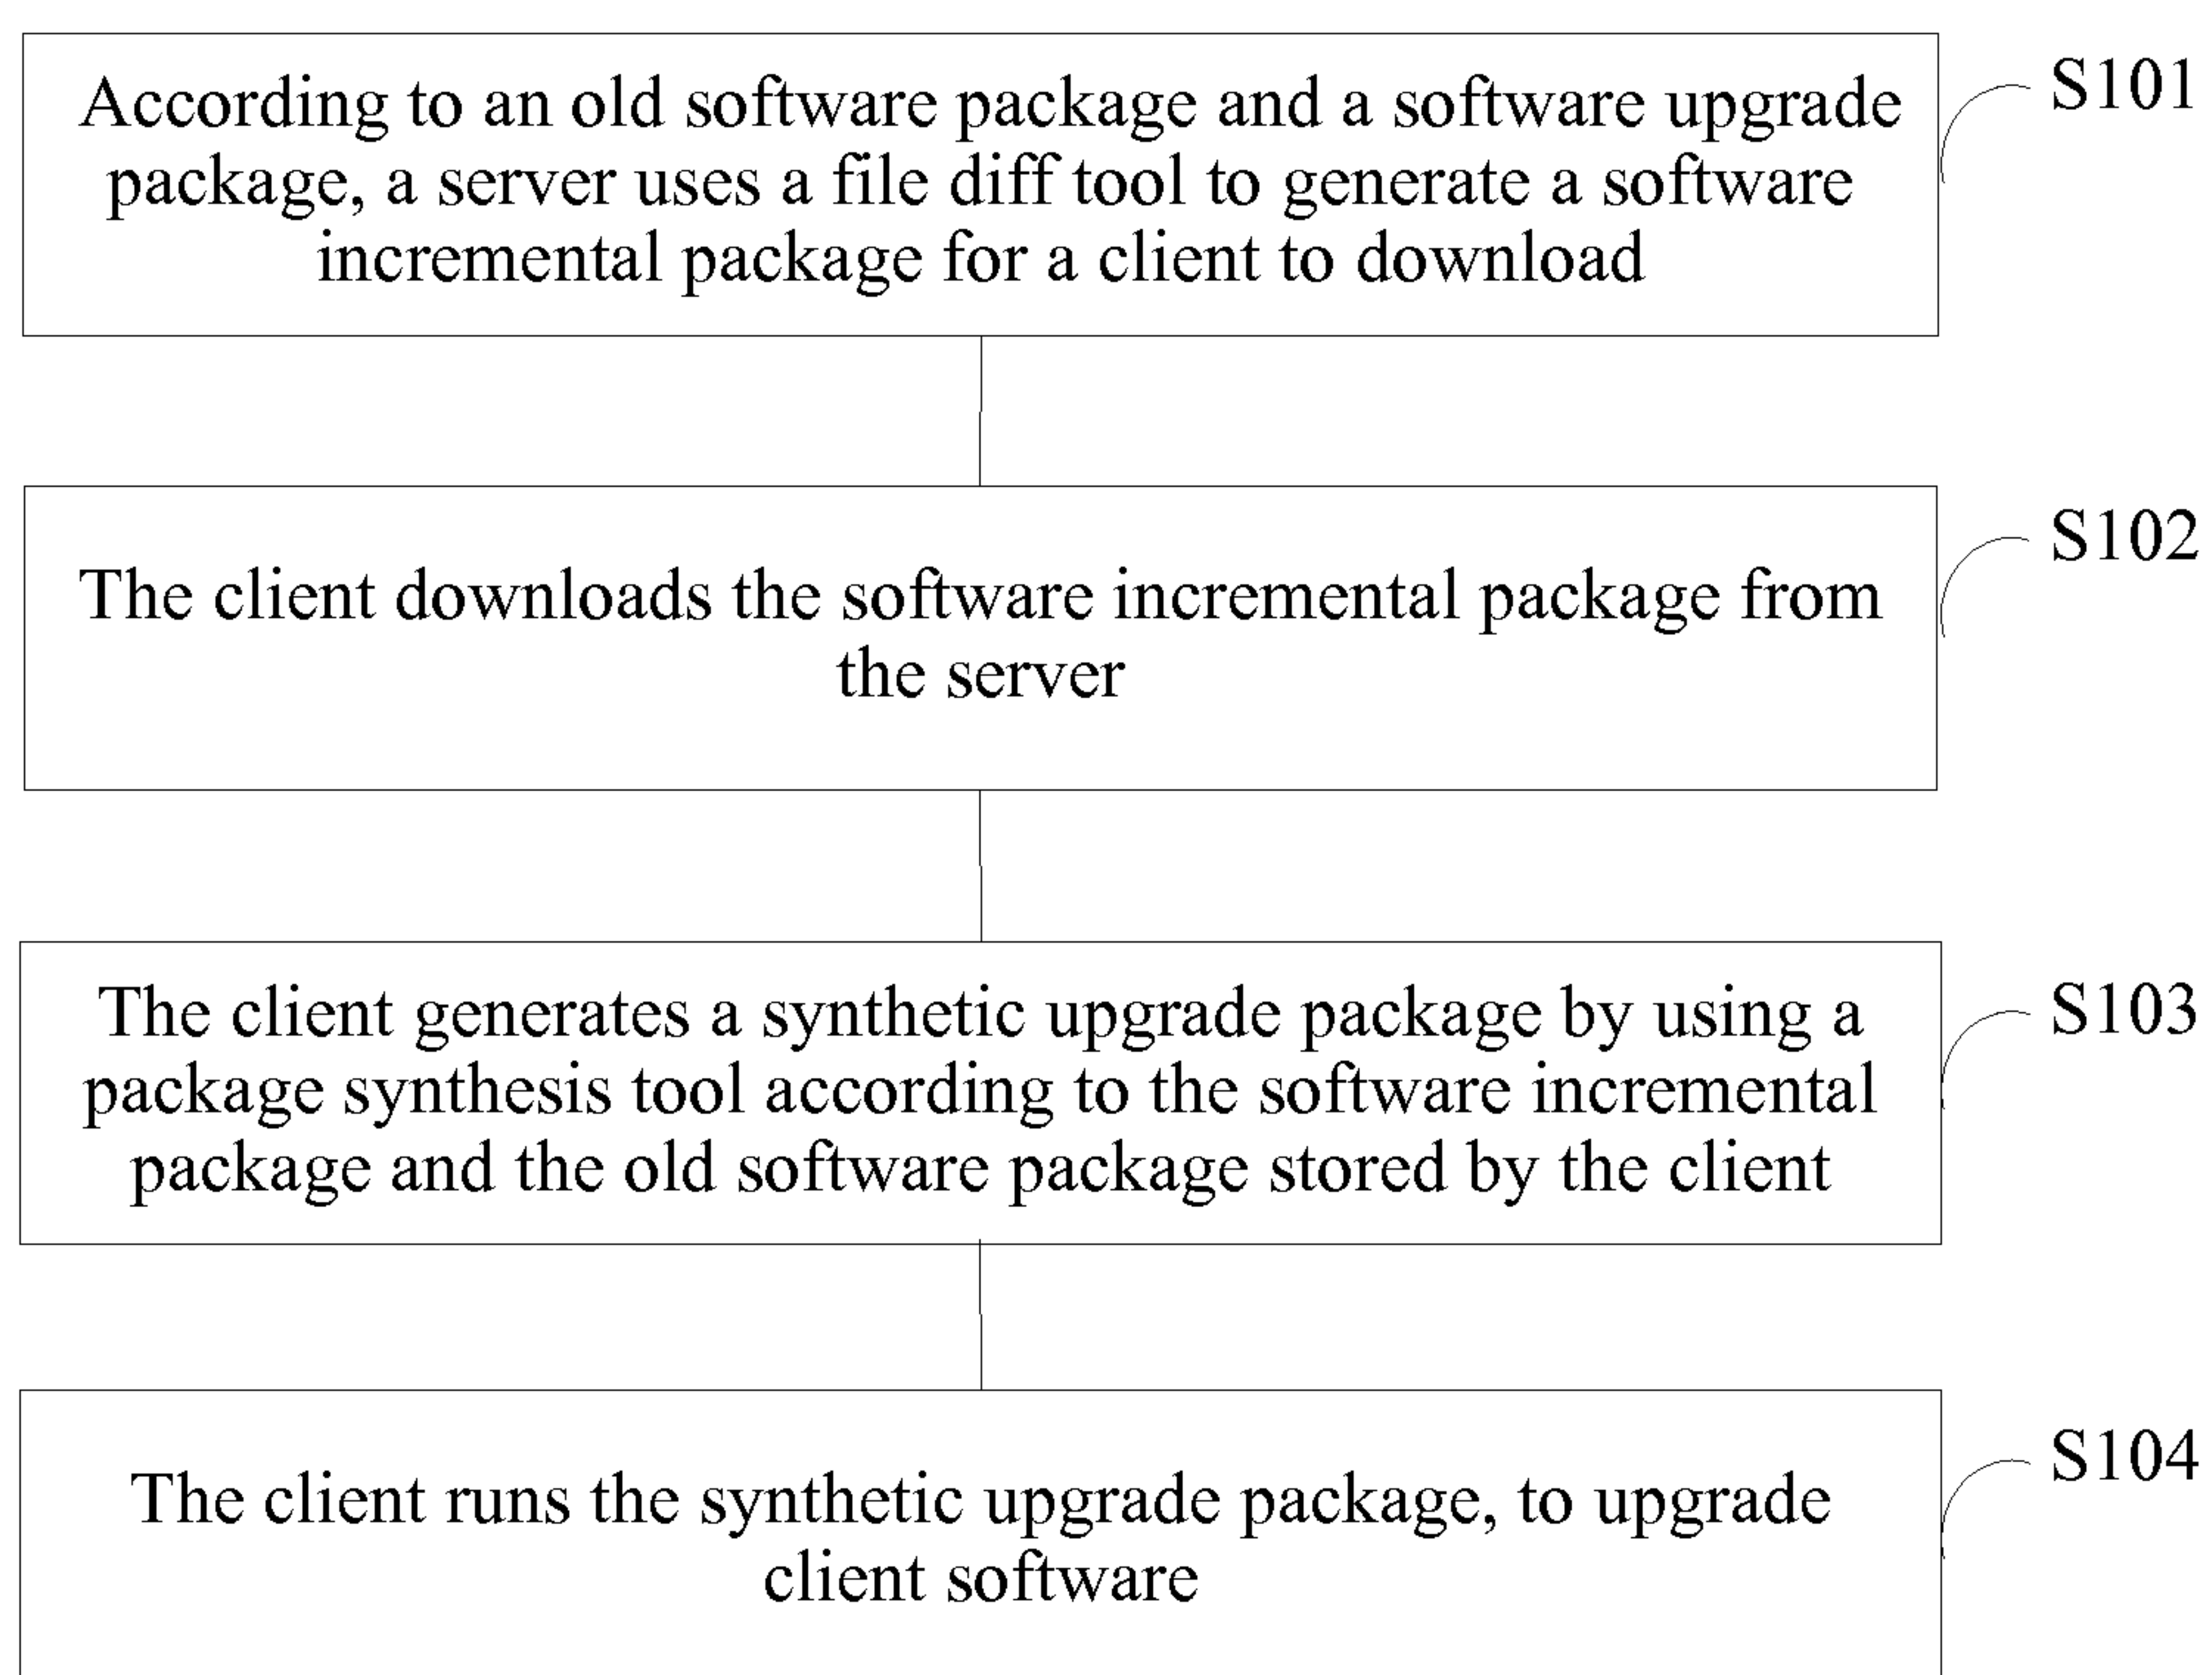 According to an old software package and a software upgrade
package, a server uses a file diff tool to generate a software
incremental package for a client to download
S101
The client downloads the software incremental package from
the server
S102
The client generates a synthetic upgrade package by using a
package synthesis tool according to the software incremental
package and the old software package stored by the client
S103
The client runs the synthetic upgrade package, to upgrade
client software
S104